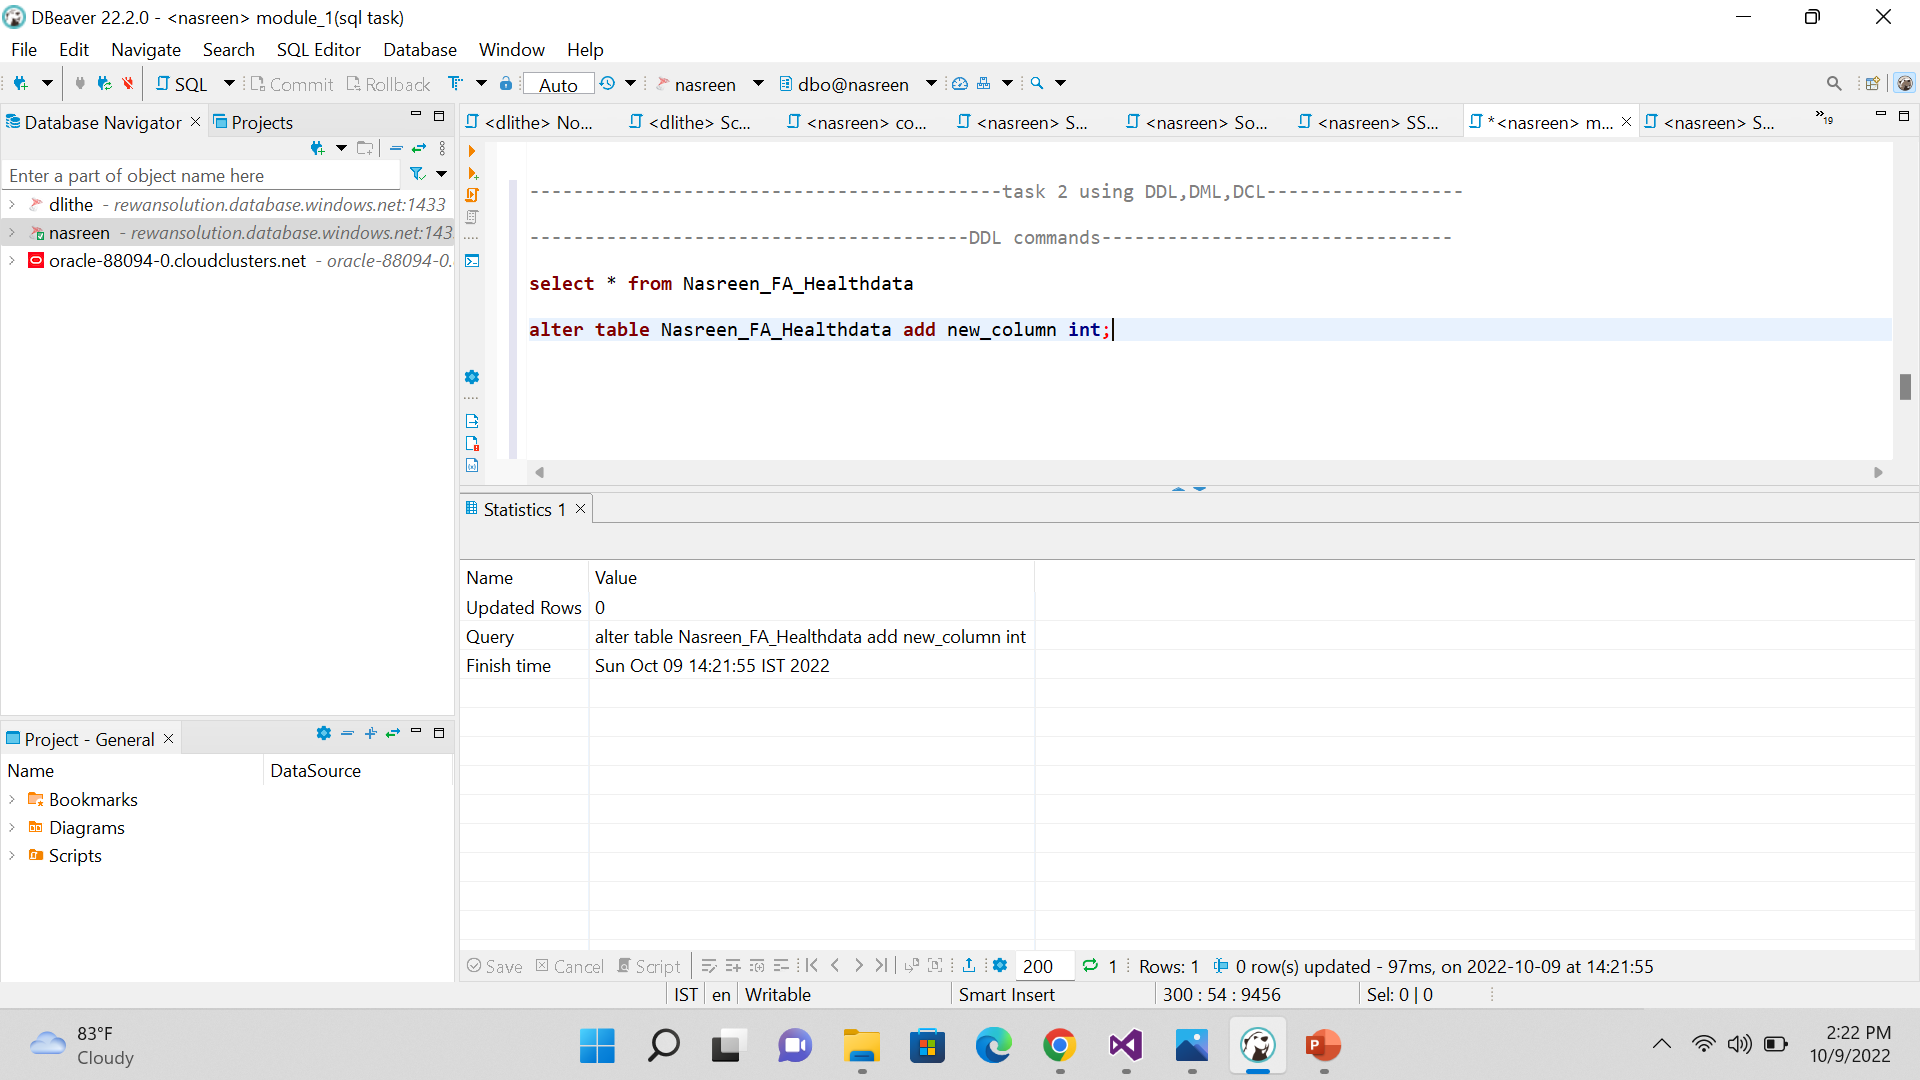 DBeaver 22.2.0 - <nasreen> module_1(sql task)
File Edit Navigate Search SQL Editor Database Window Help
SQL Commit Rollback Auto nasreen dbo@nasreen
Database Navigator Projects
<dlithe> No... <dlithe> Sc... <nasreen> co... <nasreen> S... <nasreen> So... <nasreen> SS... *<nasreen> m... <nasreen> S... »19
Enter a part of object name here
dlithe - rewansolution.database.windows.net:1433
nasreen - rewansolution.database.windows.net:143
oracle-88094-0.cloudclusters.net - oracle-88094-0.
-------------------------------------------task 2 using DDL,DML,DCL------------------
----------------------------------------DDL commands--------------------------------
select * from Nasreen_FA_Healthdata
alter table Nasreen_FA_Healthdata add new_column int;
Statistics 1
Name Value
Updated Rows 0
Query alter table Nasreen_FA_Healthdata add new_column int
Finish time Sun Oct 09 14:21:55 IST 2022
Project - General
Name DataSource
Bookmarks
Diagrams
Scripts
Save Cancel Script 200 1 Rows: 1 0 row(s) updated - 97ms, on 2022-10-09 at 14:21:55
IST en Writable Smart Insert 300 : 54 : 9456 Sel: 0 | 0
83°F
Cloudy
2:22 PM
10/9/2022